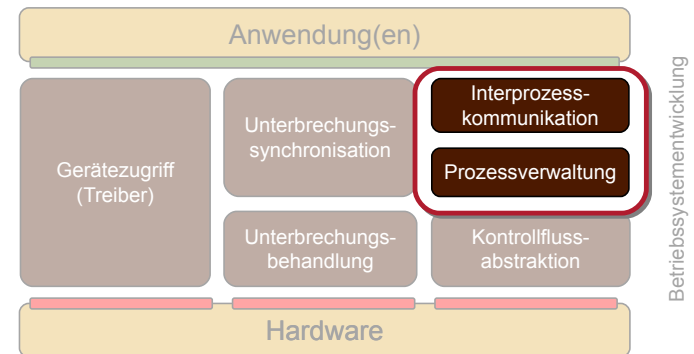 Anwendung(en)
Gerätezugriff
(Treiber)
Unterbrechungs-
synchronisation
Interprozess-
kommunikation
Prozessverwaltung
Unterbrechungs-
behandlung
Kontrollfluss-
abstraktion
Hardware
Betriebssystementwicklung